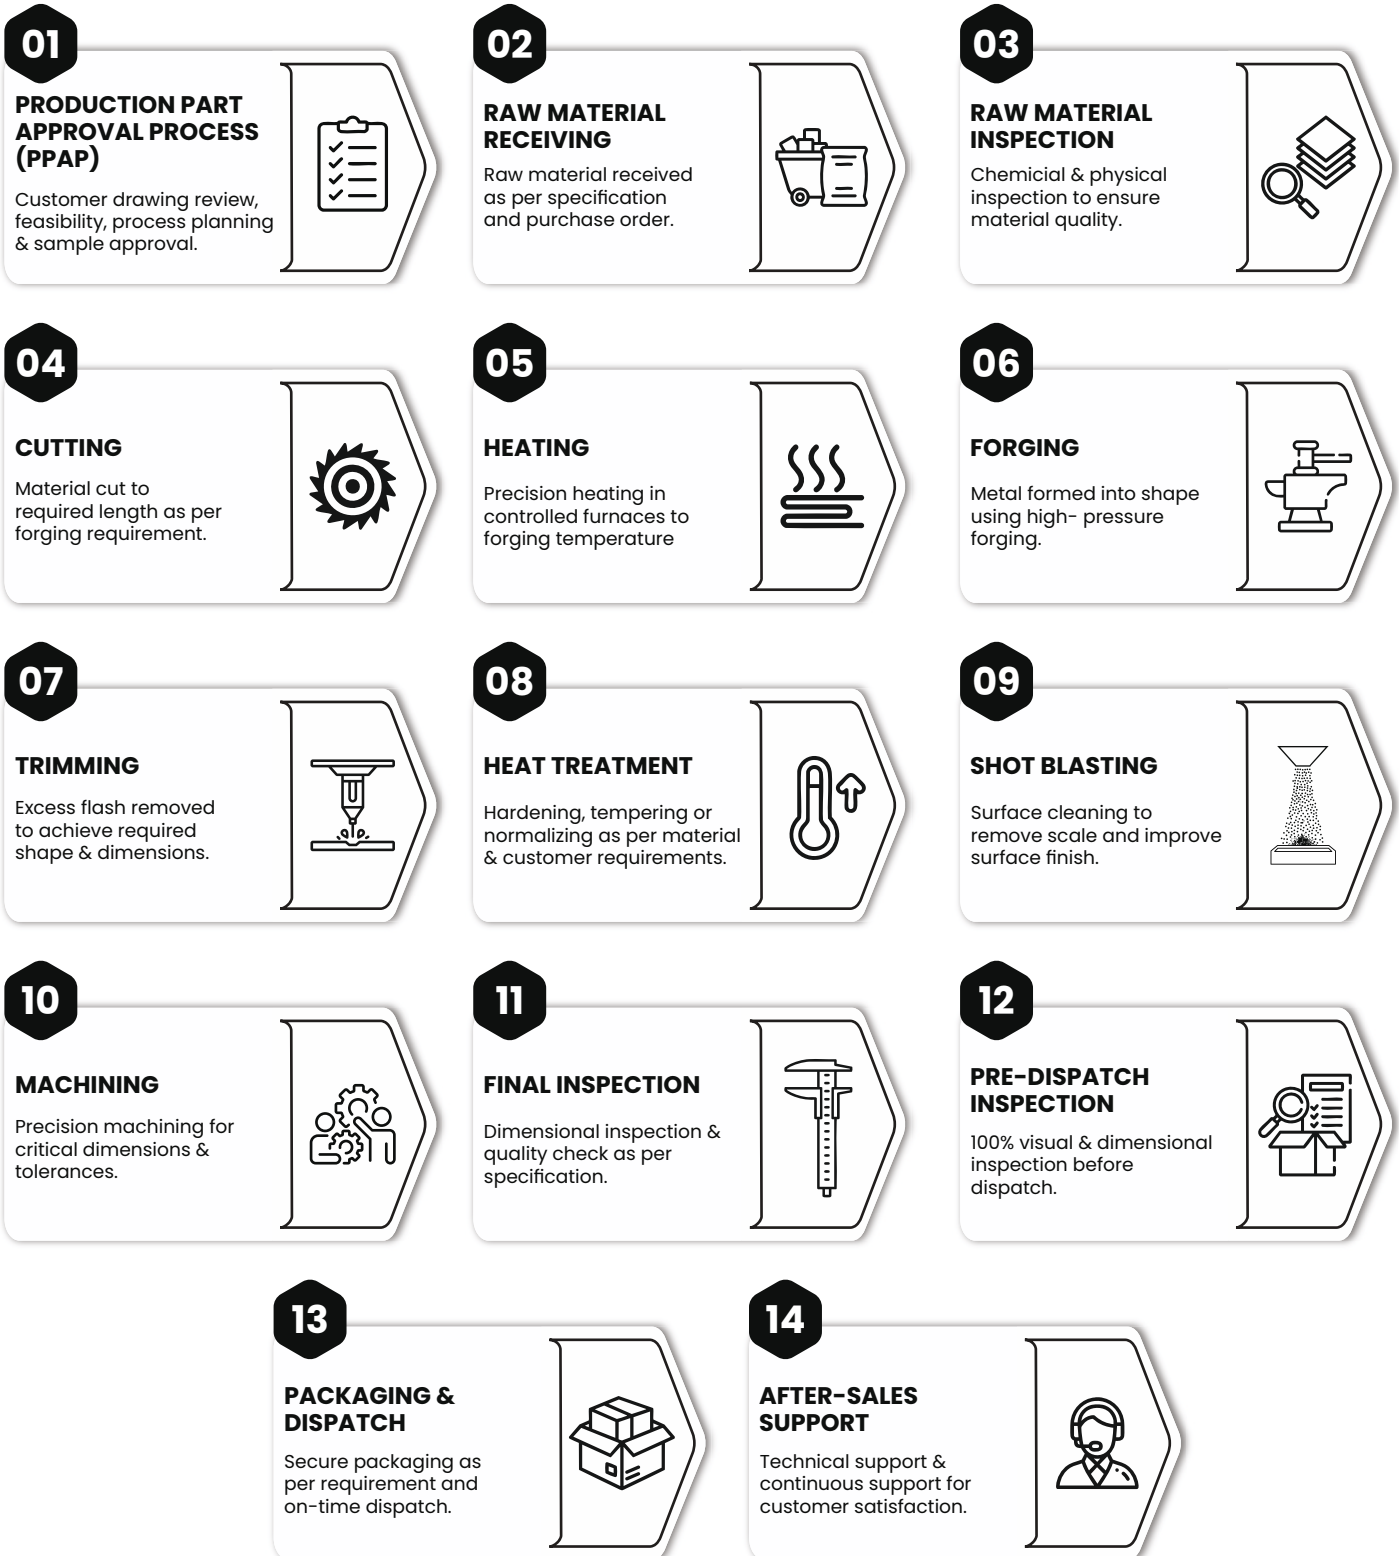 01
PRODUCTION PART
APPROVAL PROCESS
(PPAP)
Customer drawing review,
feasibility, process planning
& sample approval.
02
RAW MATERIAL
RECEIVING
Raw material received
as per specification
and purchase order.
03
RAW MATERIAL
INSPECTION
Chemicial & physical
inspection to ensure
material quality.
04
CUTTING
Material cut to
required length as per
forging requirement.
05
HEATING
Precision heating in
controlled furnaces to
forging temperature
06
FORGING
Metal formed into shape
using high- pressure
forging.
07
TRIMMING
Excess flash removed
to achieve required
shape & dimensions.
08
HEAT TREATMENT
Hardening, tempering or
normalizing as per material
& customer requirements.
09
SHOT BLASTING
Surface cleaning to
remove scale and improve
surface finish.
10
MACHINING
Precision machining for
critical dimensions &
tolerances.
11
FINAL INSPECTION
Dimensional inspection &
quality check as per
specification.
12
PRE-DISPATCH
INSPECTION
100% visual & dimensional
inspection before
dispatch.
13
PACKAGING &
DISPATCH
Secure packaging as
per requirement and
on-time dispatch.
14
AFTER-SALES
SUPPORT
Technical support &
continuous support for
customer satisfaction.